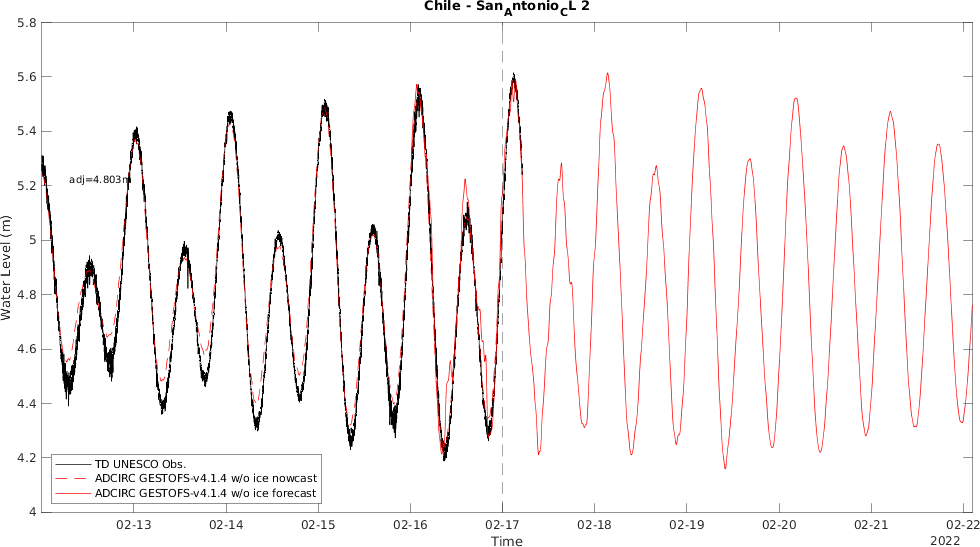 Chile - SanAntonioCL 2
5.8
5.6
5.4
5.2
5
4.8
4.6
4.4
4.2
4
Water Level (m)
adj=4.803m
TD UNESCO Obs.
ADCIRC GESTOFS-v4.1.4 w/o ice nowcast
ADCIRC GESTOFS-v4.1.4 w/o ice forecast
02-13 02-14 02-15 02-16 02-17 02-18 02-19 02-20 02-21 02-22
Time
2022